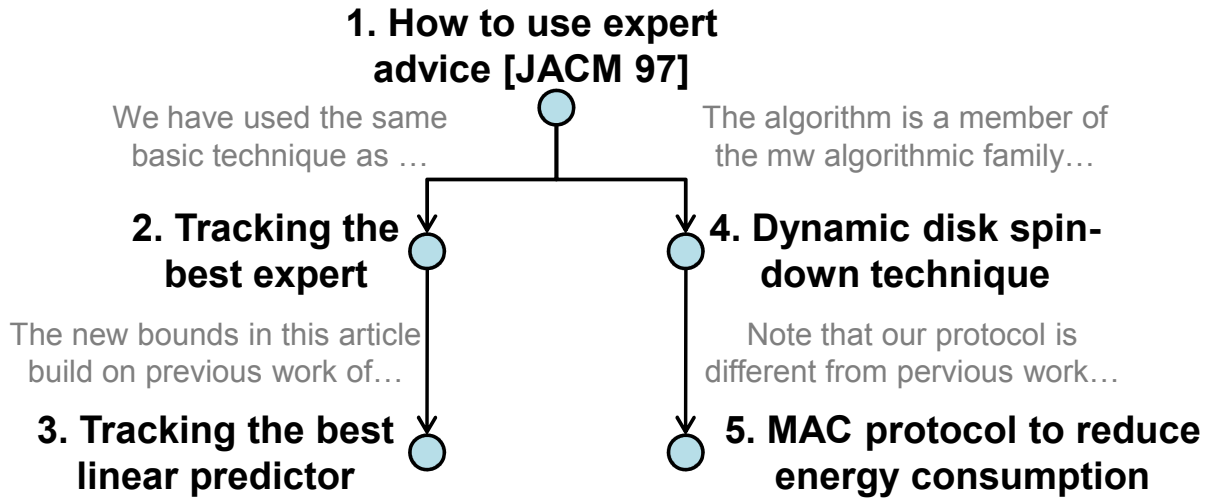 1. How to use expert
advice [JACM 97]
We have used the same
basic technique as …
The algorithm is a member of
the mw algorithmic family…
2. Tracking the
best expert
4. Dynamic disk spin-
down technique
The new bounds in this article
build on previous work of…
Note that our protocol is
different from pervious work…
3. Tracking the best
linear predictor
5. MAC protocol to reduce
energy consumption